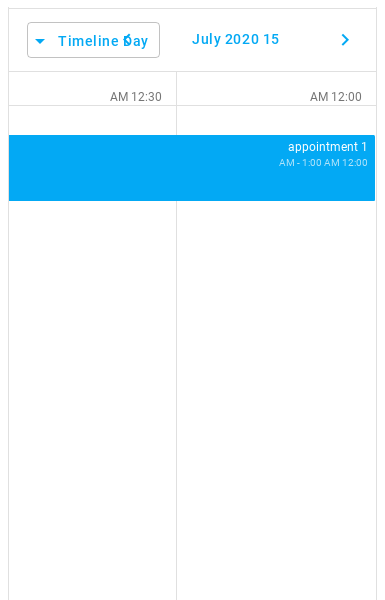 Timeline Day
July 2020 15
AM 12:30
AM 12:00
appointment 1
AM - 1:00 AM 12:00